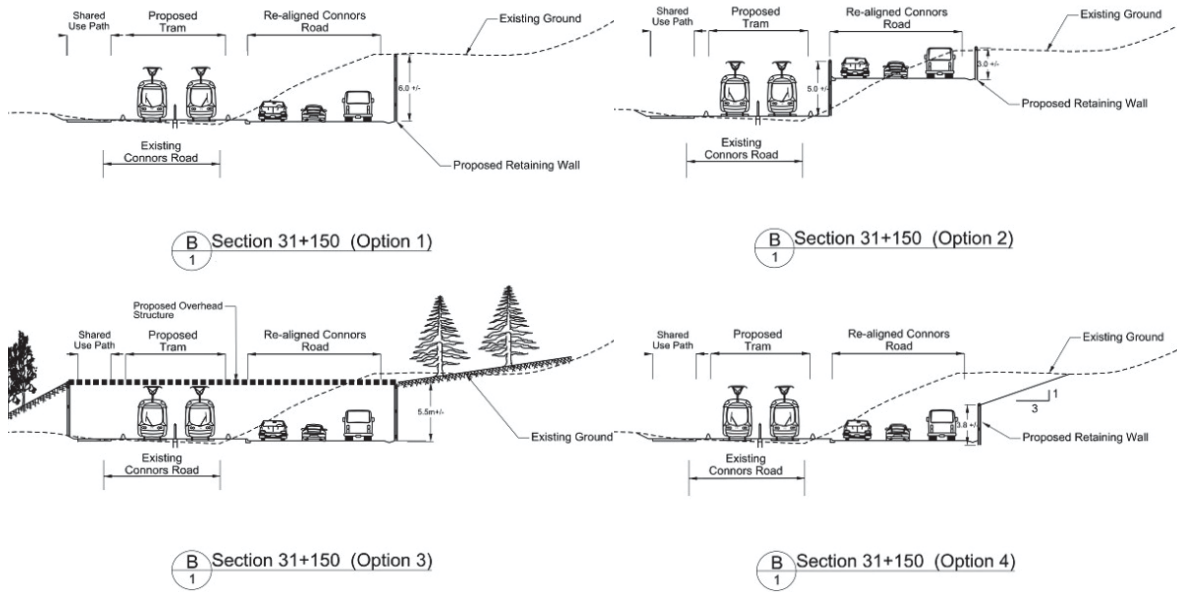 Shared
Use Path
Proposed
Tram
Re-aligned Connors
Road
Existing Ground
6.0 +/-
Existing
Connors Road
Proposed Retaining Wall
B
1
Section 31+150 (Option 1)
Shared
Use Path
Proposed
Tram
Re-aligned Connors
Road
Existing Ground
5.0 +/-
3.0 +/-
Proposed Retaining Wall
Existing
Connors Road
B
1
Section 31+150 (Option 2)
Proposed Overhead
Structure
Shared
Use Path
Proposed
Tram
Re-aligned Connors
Road
5.5m+/-
Existing Ground
Existing
Connors Road
B
1
Section 31+150 (Option 3)
Shared
Use Path
Proposed
Tram
Re-aligned Connors
Road
Existing Ground
1
3
3.8 +/-
Proposed Retaining Wall
Existing
Connors Road
B
1
Section 31+150 (Option 4)